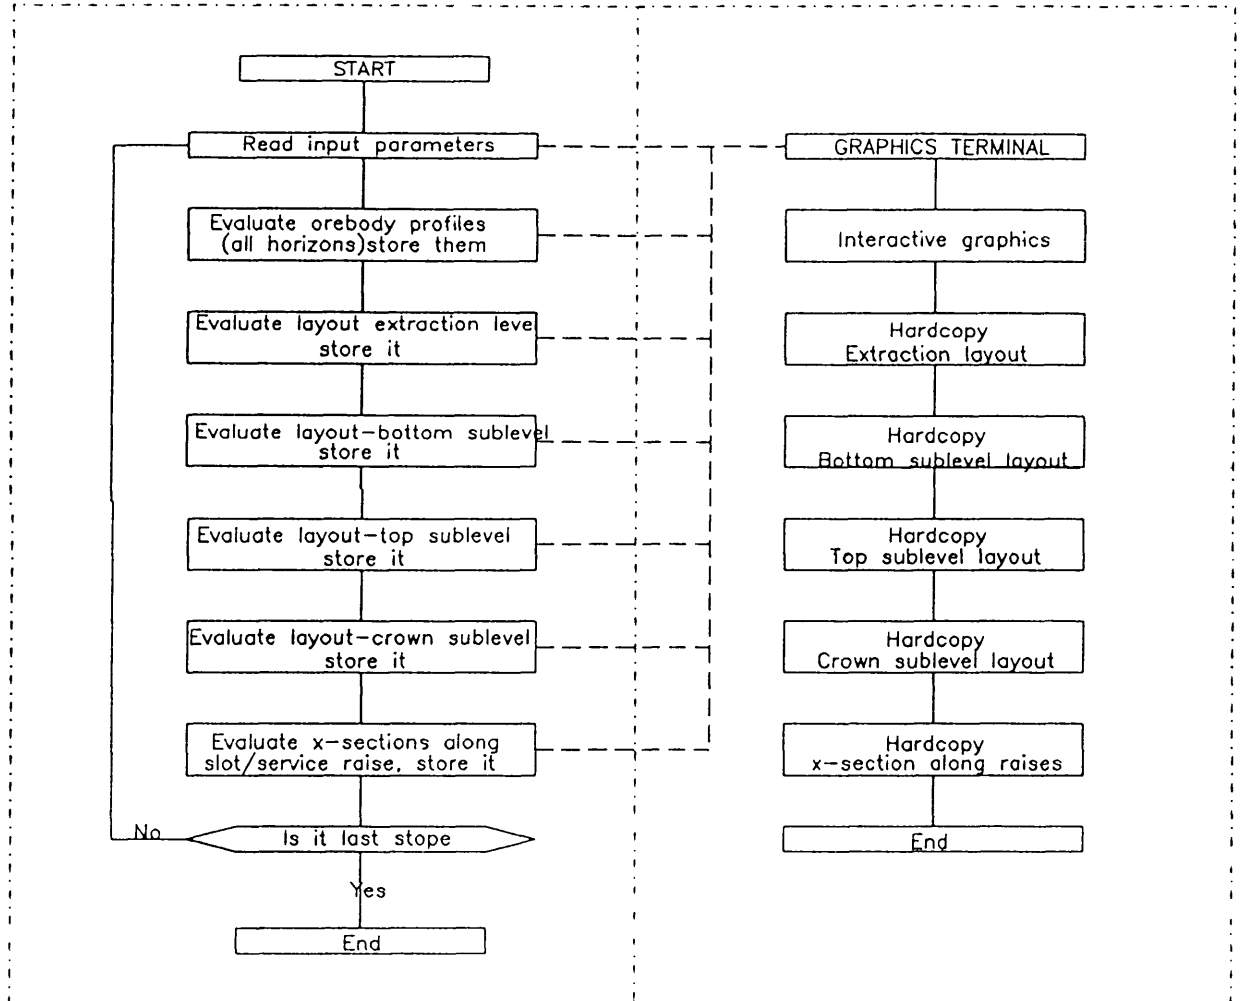 START
Read input parameters
Evaluate orebody profiles
(all horizons)store them
Evaluate layout extraction leve
store it
Evaluate layout-bottom sublevel
store it
Evaluate layout-top sublevel
store it
Evaluate layout-crown sublevel
store it
Evaluate x-sections along
slot/service raise, store it
No
Is it last stope
Yes
End
GRAPHICS TERMINAL
Interactive graphics
Hardcopy
Extraction layout
Hardcopy
Bottom sublevel layout
Hardcopy
Top sublevel layout
Hardcopy
Crown sublevel layout
Hardcopy
x-section along raises
End